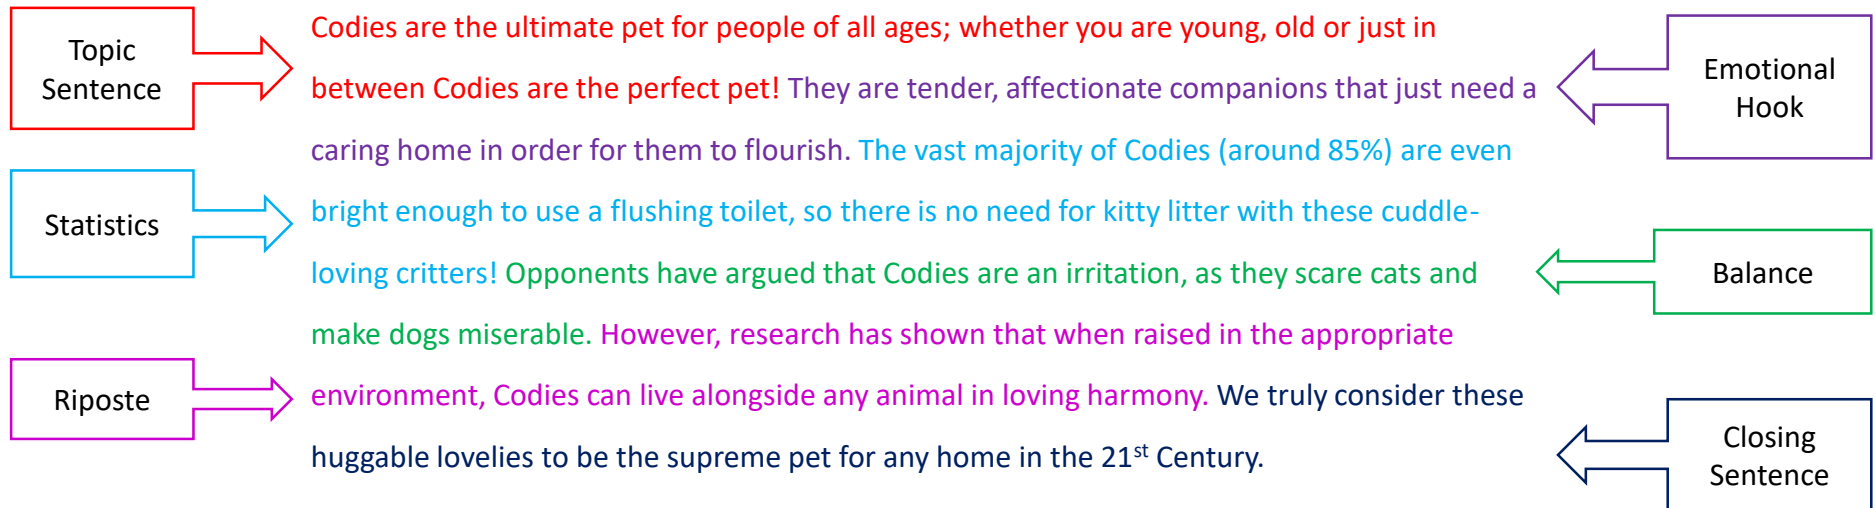 Topic
Sentence
Statistics
Riposte
Codies are the ultimate pet for people of all ages; whether you are young, old or just in
between Codies are the perfect pet! They are tender, affectionate companions that just need a
caring home in order for them to flourish. The vast majority of Codies (around 85%) are even
bright enough to use a flushing toilet, so there is no need for kitty litter with these cuddle-
loving critters! Opponents have argued that Codies are an irritation, as they scare cats and
make dogs miserable. However, research has shown that when raised in the appropriate
environment, Codies can live alongside any animal in loving harmony. We truly consider these
huggable lovelies to be the supreme pet for any home in the 21st Century.
Emotional
Hook
Balance
Closing
Sentence